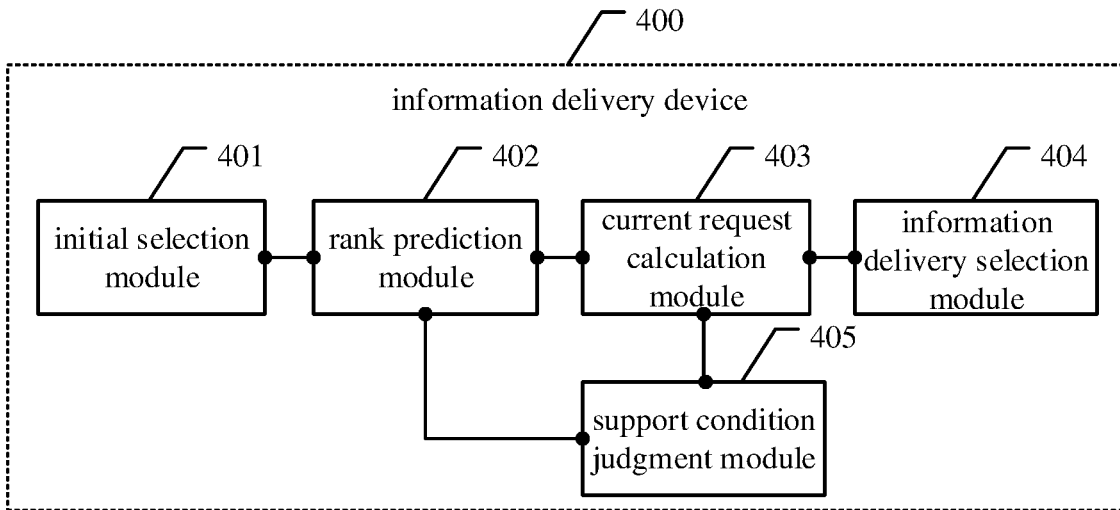 400
information delivery device
401
402
403
404
initial selection
module
rank prediction
module
current request
calculation
module
information
delivery selection
module
405
support condition
judgment module